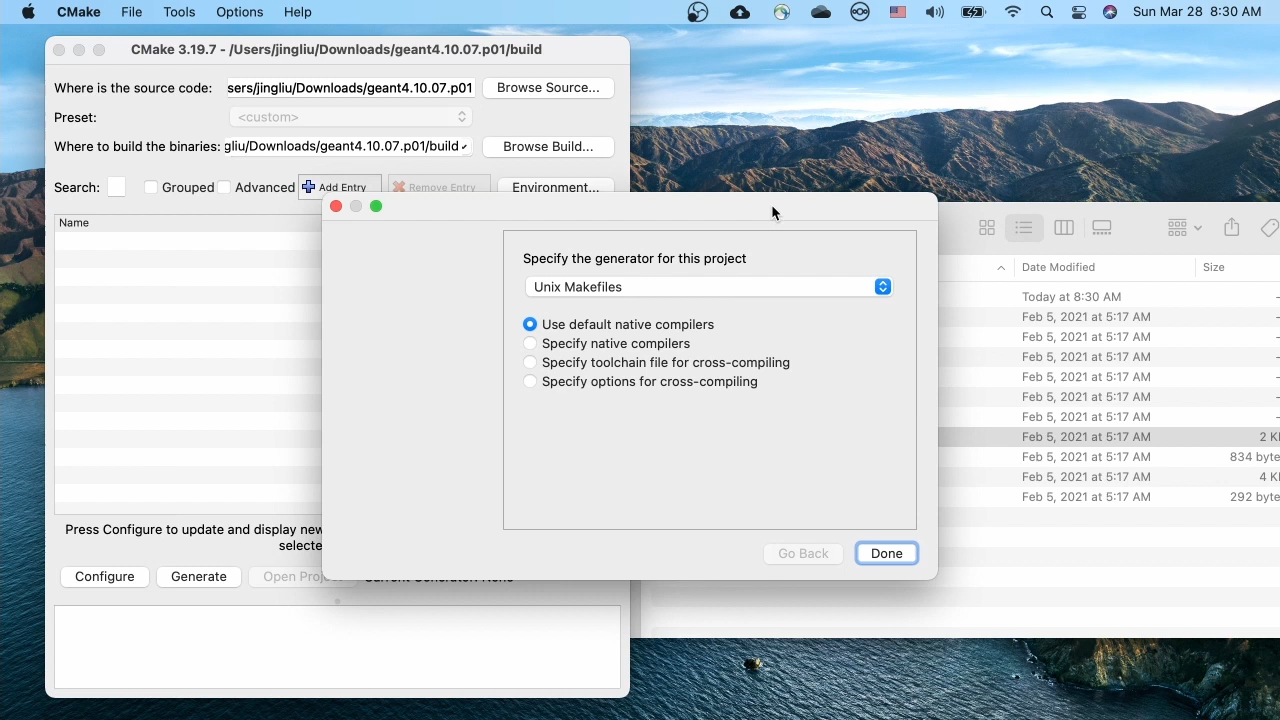 CMake File Tools Options Help Sun Mar 28 8:30 AM
CMake 3.19.7 - /Users/jingliu/Downloads/geant4.10.07.p01/build
Where is the source code: sers/jingliu/Downloads/geant4.10.07.p01 Browse Source...
Preset: <custom>
Where to build the binaries: gliu/Downloads/geant4.10.07.p01/build Browse Build...
Search: Grouped Advanced Add Entry Remove Entry Environment...
Name
Specify the generator for this project
Unix Makefiles
Use default native compilers
Specify native compilers
Specify toolchain file for cross-compiling
Specify options for cross-compiling
Go Back Done
Press Configure to update and display new
selecte
Configure Generate Open Proj
Date Modified Size
Today at 8:30 AM
Feb 5, 2021 at 5:17 AM
Feb 5, 2021 at 5:17 AM
Feb 5, 2021 at 5:17 AM
Feb 5, 2021 at 5:17 AM
Feb 5, 2021 at 5:17 AM
Feb 5, 2021 at 5:17 AM
Feb 5, 2021 at 5:17 AM 2 K
Feb 5, 2021 at 5:17 AM 834 byte
Feb 5, 2021 at 5:17 AM 4 K
Feb 5, 2021 at 5:17 AM 292 byte